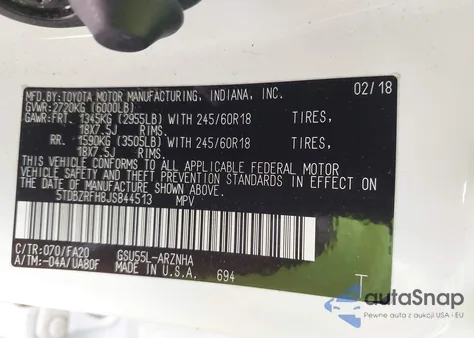 MFD. BY:TOYOTA MOTOR MANUFACTURING, INDIANA, INC. 02/18
GVWR: 2720KG (6000LB)
GAWR:FRT. 1345KG (2955LB) WITH 245/60R18 TIRES,
18X7.5J RIMS.
RR. 1590KG (3505LB) WITH 245/60R18 TIRES,
18X7.5J RIMS.
THIS VEHICLE CONFORMS TO ALL APPLICABLE FEDERAL MOTOR
VEHICLE SAFETY AND THEFT PREVENTION STANDARDS IN
EFFECT ON THE DATE OF MANUFACTURE SHOWN ABOVE.
5TDBZRFH8JS844513 MPV
C/TR:070/FA20 GSU55L-ARZNHA
A/TM:-04A/UA80F MADE IN U.S.A. 694
autoSnap
Pewne auta z aukcji USA i EU